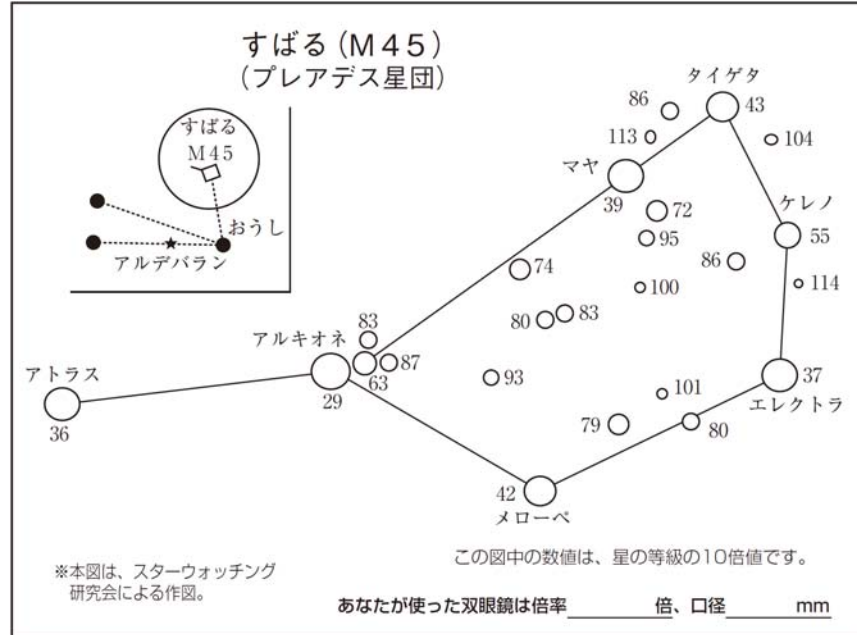 すばる(M45)
(プレアデス星団)
すばる
M45
おうし
アルデバラン
タイゲタ
43
86
113
104
マヤ
39
72
ケレノ
55
95
86
74
100
114
80
83
アルキオネ
83
87
63
29
93
アトラス
36
37
エレクトラ
101
79
80
42
メローペ
この図中の数値は、星の等級の10倍値です。
※本図は、スターウォッチング
研究会による作図。
あなたが使った双眼鏡は倍率 倍、口径 mm